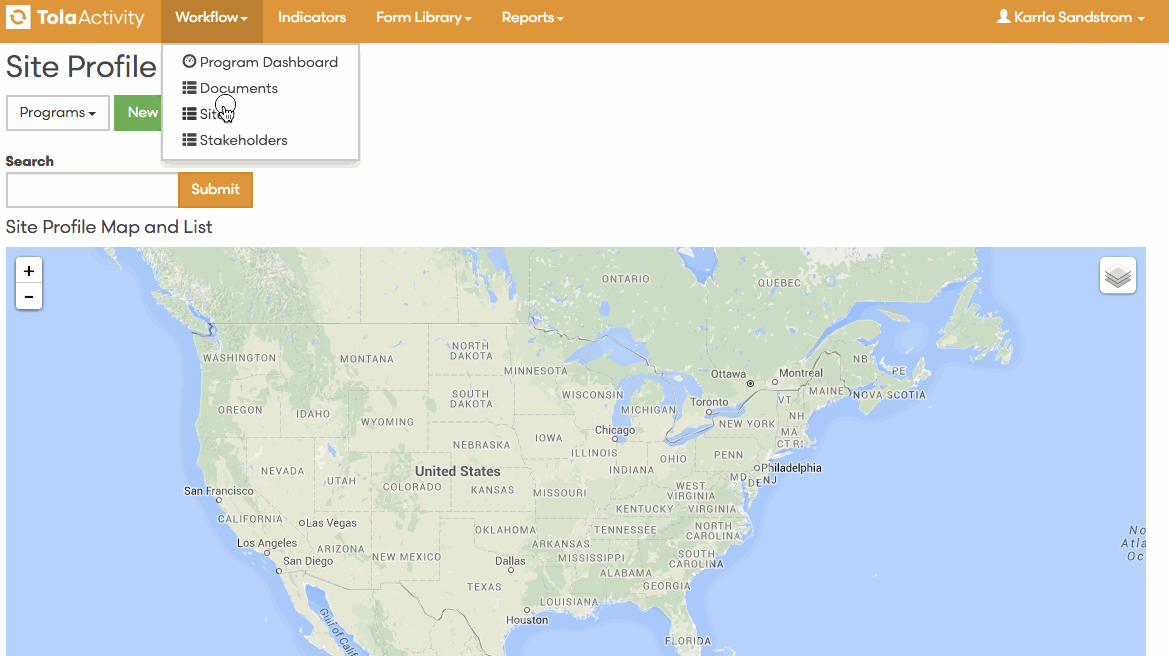 TolaActivity
Workflow
Indicators
Form Library
Reports
Karrla Sandstrom
Program Dashboard
Documents
Stakeholders
Site Profile
Programs
New
Search
Submit
Site Profile Map and List
+
-
ONTARIO
QUEBEC
WASHINGTON
MONTANA
NORTH
DAKOTA
MINNESOTA
Ottawa
Montreal
NB
PE
MAINE
NOVA SCOTIA
OREGON
IDAHO
WYOMING
SOUTH
DAKOTA
WISCONSIN
MICHIGAN
Toronto
VT
NH
NEW YORK
MA
CT RI
Chicago
IOWA
NEBRASKA
ILLINOIS
INDIANA
OHIO
PENN
Philadelphia
MD
DE
NJ
NEVADA
UTAH
United States
COLORADO
KANSAS
MISSOURI
WEST
VIRGINIA
KENTUCKY
VIRGINIA
San Francisco
CALIFORNIA
Las Vegas
Los Angeles
San Diego
ARIZONA
NEW MEXICO
OKLAHOMA
ARKANSAS
TENNESSEE
NORTH
CAROLINA
MISSISSIPPI
SOUTH
CAROLINA
ALABAMA
GEORGIA
Dallas
TEXAS
LOUISIANA
Houston
FLORIDA
Gulf of Calif
No
Atla
Oc